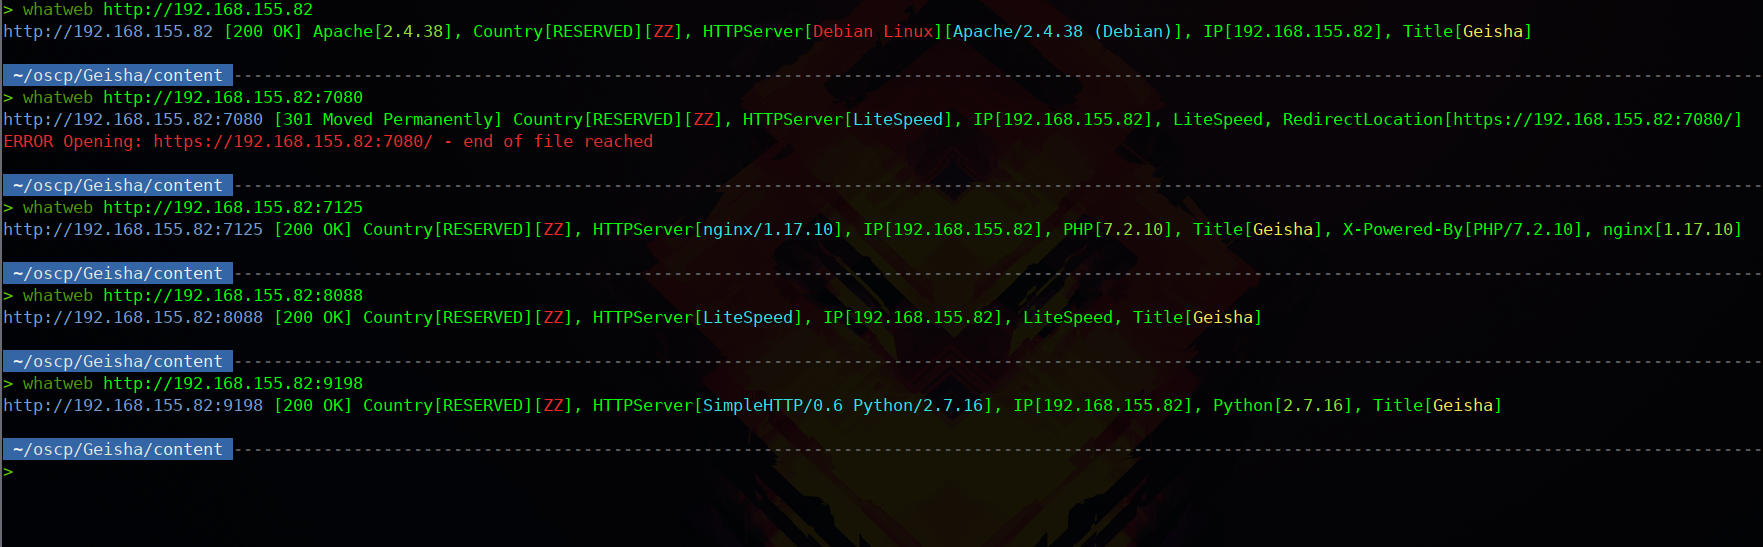 > whatweb http://192.168.155.82
http://192.168.155.82 [200 OK] Apache[2.4.38], Country[RESERVED][ZZ], HTTPServer[Debian Linux][Apache/2.4.38 (Debian)], IP[192.168.155.82], Title[Geisha]
~/oscp/Geisha/content
> whatweb http://192.168.155.82:7080
http://192.168.155.82:7080 [301 Moved Permanently] Country[RESERVED][ZZ], HTTPServer[LiteSpeed], IP[192.168.155.82], LiteSpeed, RedirectLocation[https://192.168.155.82:7080/]
ERROR Opening: https://192.168.155.82:7080/ - end of file reached
~/oscp/Geisha/content
> whatweb http://192.168.155.82:7125
http://192.168.155.82:7125 [200 OK] Country[RESERVED][ZZ], HTTPServer[nginx/1.17.10], IP[192.168.155.82], PHP[7.2.10], Title[Geisha], X-Powered-By[PHP/7.2.10], nginx[1.17.10]
~/oscp/Geisha/content
> whatweb http://192.168.155.82:8088
http://192.168.155.82:8088 [200 OK] Country[RESERVED][ZZ], HTTPServer[LiteSpeed], IP[192.168.155.82], LiteSpeed, Title[Geisha]
~/oscp/Geisha/content
> whatweb http://192.168.155.82:9198
http://192.168.155.82:9198 [200 OK] Country[RESERVED][ZZ], HTTPServer[SimpleHTTP/0.6 Python/2.7.16], IP[192.168.155.82], Python[2.7.16], Title[Geisha]
~/oscp/Geisha/content
>